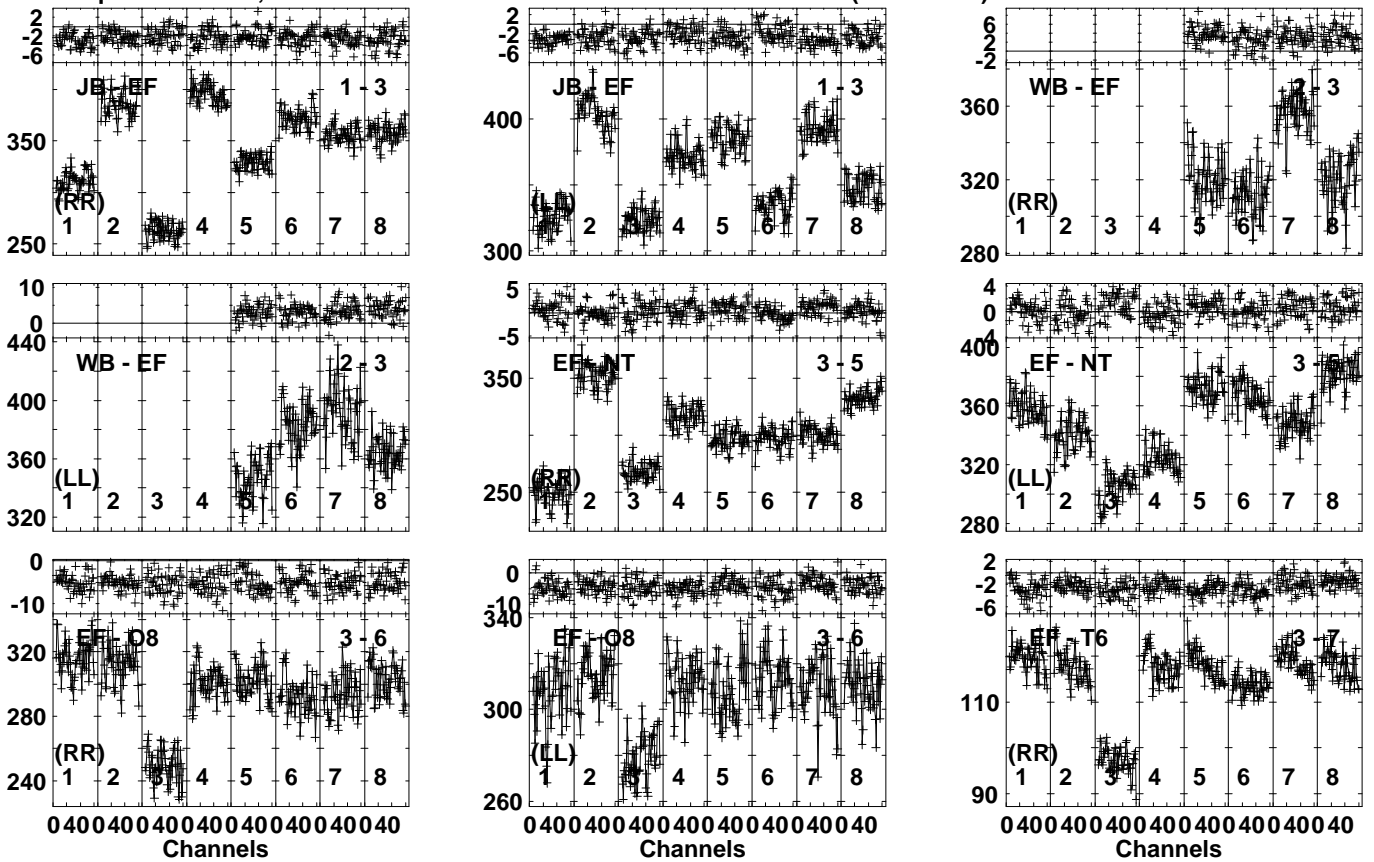 2 -2 -6
JB - EF 1 - 3
350
250
(RR)
1 2 3 4 5 6 7 8
2 -2 -6
JB - EF 1 - 3
400
300
(LL)
1 2 3 4 5 6 7 8
6 2 -2
WB - EF 2 - 3
360
320
280
(RR)
1 2 3 4 5 6 7 8
10 0
WB - EF 2 - 3
440
400
360
320
(LL)
1 2 3 4 5 6 7 8
5 0 -5
EF - NT 3 - 5
350
250
(RR)
1 2 3 4 5 6 7 8
4 0 -4
EF - NT 3 - 5
400
360
320
280
(LL)
1 2 3 4 5 6 7 8
0 -10
EF - O8 3 - 6
320
280
240
(RR)
1 2 3 4 5 6 7 8
0 -10
EF - O8 3 - 6
340
300
260
(LL)
1 2 3 4 5 6 7 8
2 -2 -6
EF - T6 3 - 7
110
90
(RR)
1 2 3 4 5 6 7 8
0 40 0 40 0 40 0 40 0 40 0 40 0 40 0 40
Channels
0 40 0 40 0 40 0 40 0 40 0 40 0 40 0 40
Channels
0 40 0 40 0 40 0 40 0 40 0 40 0 40 0 40
Channels